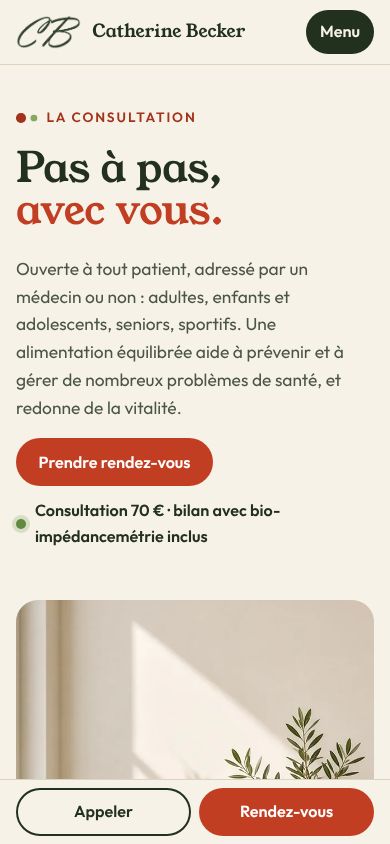 CB Catherine Becker
Menu
LA CONSULTATION
Pas à pas,
avec vous.
Ouverte à tout patient, adressé par un
médecin ou non : adultes, enfants et
adolescents, seniors, sportifs. Une
alimentation équilibrée aide à prévenir et à
gérer de nombreux problèmes de santé, et
redonne de la vitalité.
Prendre rendez-vous
Consultation 70 € · bilan avec bio-
impédancemétrie inclus
Appeler
Rendez-vous